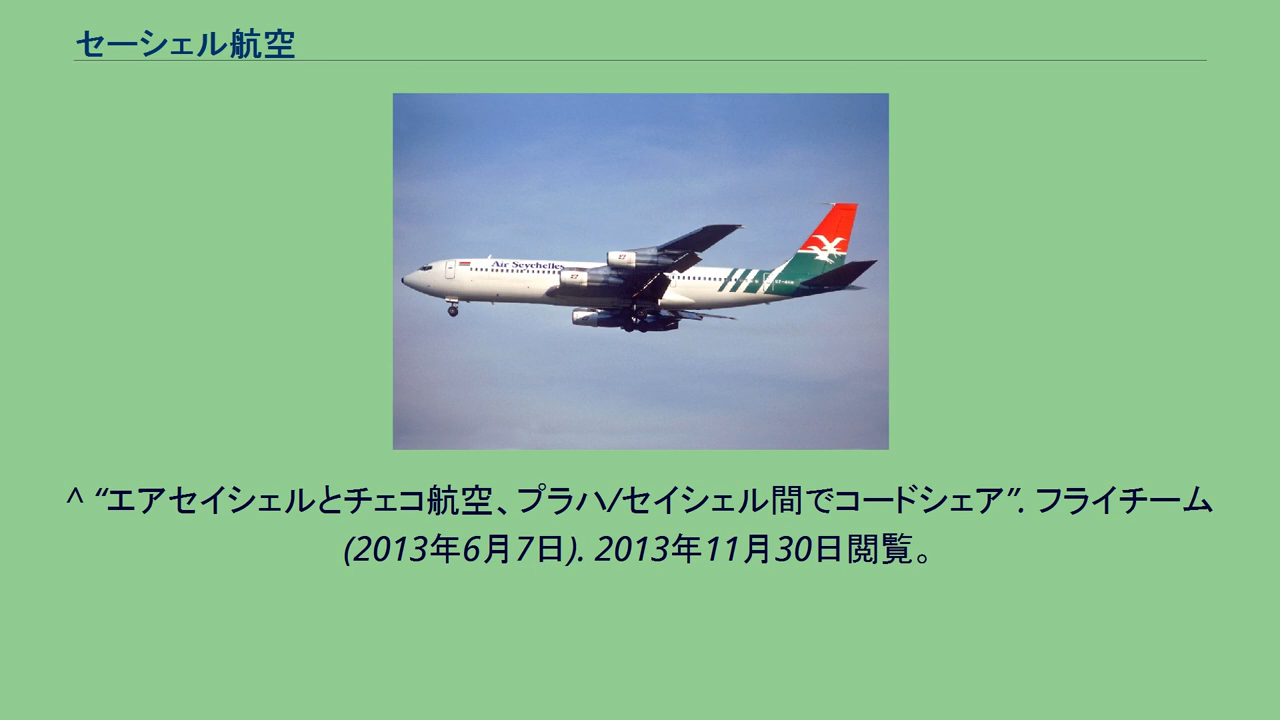 セーシェル航空
Air Seychelles
^ “エアセイシェルとチェコ航空、プラハ/セイシェル間でコードシェア”. フライチーム
(2013年6月7日). 2013年11月30日閲覧。